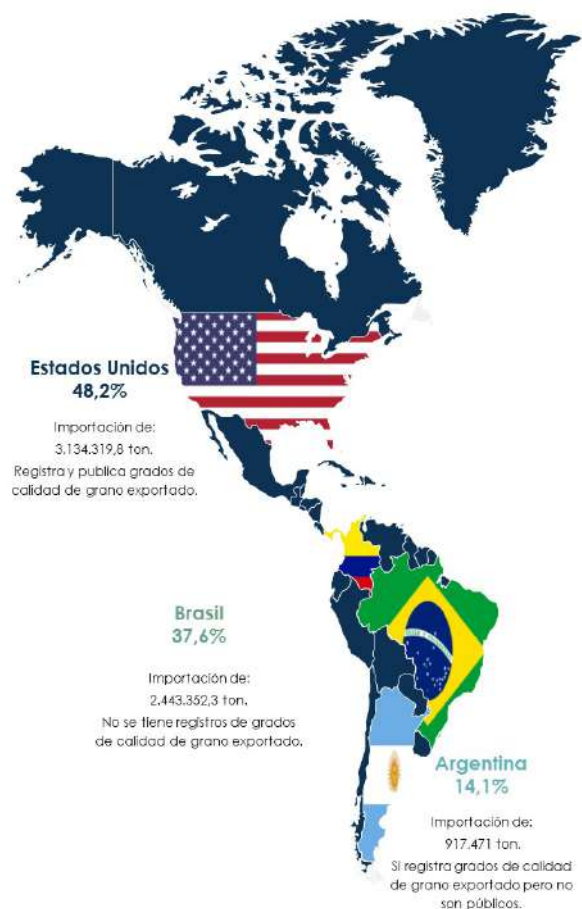 Estados Unidos
48,2%
Importación de:
3.134.319,8 ton.
Registra y publica grados de
calidad de grano exportado.
Brasil
37,6%
Importación de:
2.443.352,3 ton.
No se tiene registros de grados
de calidad de grano exportado.
Argentina
14,1%
Importación de:
917.471 ton.
Si registra grados de calidad
de grano exportado pero no
son públicos.